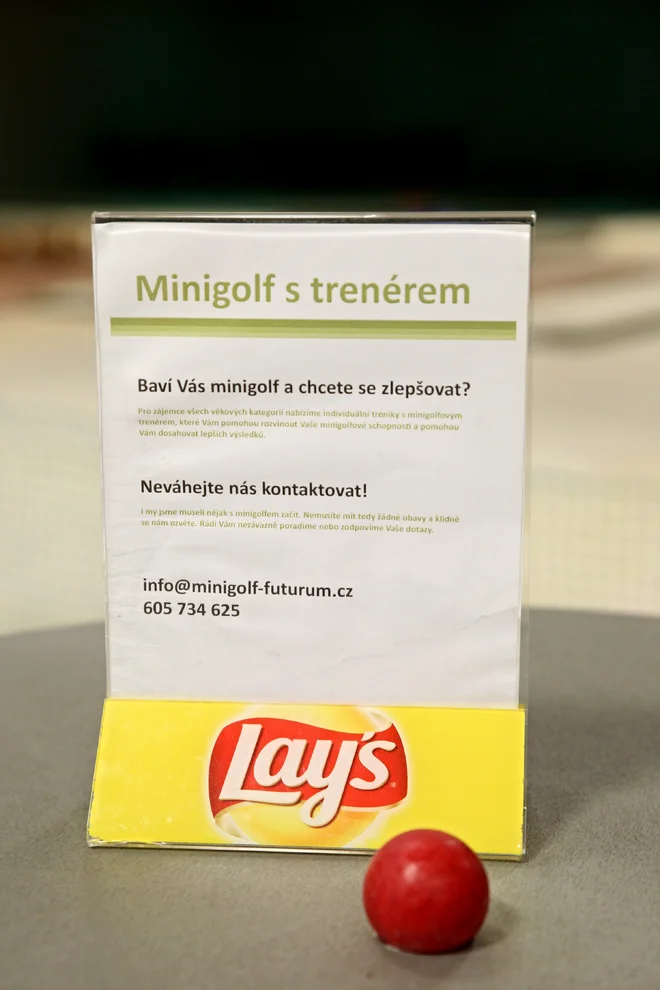 Minigolf s trenérem
Baví Vás minigolf a chcete se zlepšovat?
Pro zájemce všech věkových kategorií nabízíme individuální tréniky s minigolfovým
trenérem, které Vám pomohou rozvinout Vaše minigolfové schopnosti a pomohou
Vám dosahovat lepších výsledků.
Neváhejte nás kontaktovat!
I my jsme museli nějak s minigolfem začít. Nemusíte mít tedy žádné obavy a klidně
se nám ozvěte. Rádi Vám nezávazně poradíme nebo zodpovíme Vaše dotazy.
info@minigolf-futurum.cz
605 734 625
Lay's